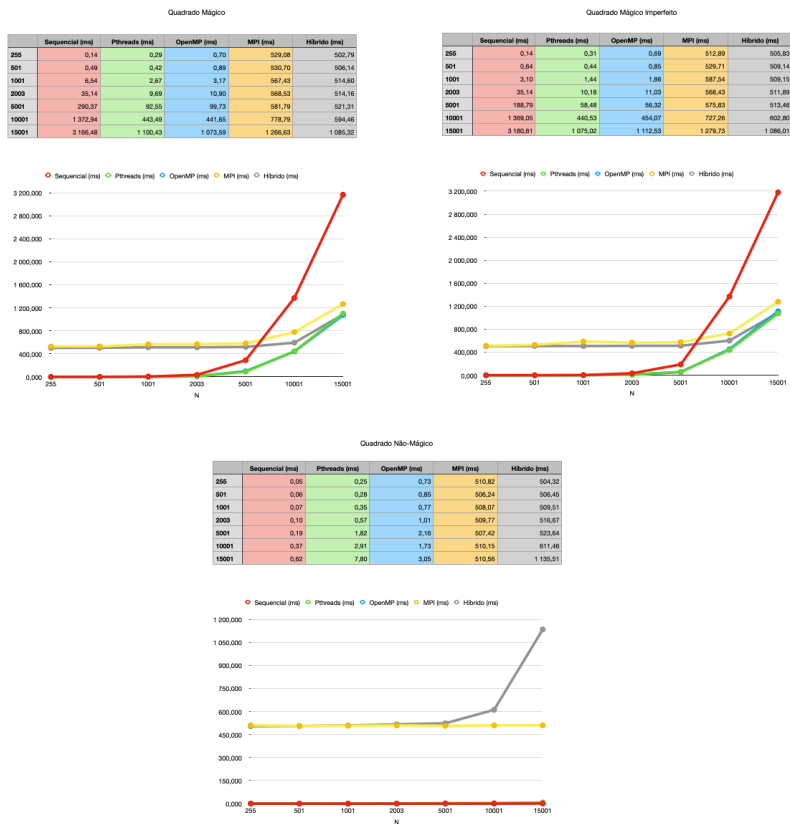 Quadrado Mágico
Sequencial (ms) Pthreads (ms) OpenMP (ms) MPI (ms) Híbrido (ms)
255 0,14 0,29 0,70 529,08 502,79
501 0,49 0,42 0,89 530,70 506,14
1001 6,54 2,67 3,17 567,43 514,60
2003 35,14 9,69 10,90 568,53 514,16
5001 290,37 92,55 99,73 581,79 521,31
10001 1 372,94 443,49 441,65 778,79 594,46
15001 3 166,48 1 100,43 1 073,59 1 266,63 1 085,32
Sequencial (ms) Pthreads (ms) OpenMP (ms) MPI (ms) Híbrido (ms)
3 200,000
2 800,000
2 400,000
2 000,000
1 600,000
1 200,000
800,000
400,000
0,000
255 501 1001 2003 5001 10001 15001
N
Quadrado Mágico Imperfeito
Sequencial (ms) Pthreads (ms) OpenMP (ms) MPI (ms) Híbrido (ms)
255 0,14 0,31 0,69 512,89 505,83
501 0,64 0,44 0,85 529,71 509,14
1001 3,10 1,44 1,86 587,54 509,15
2003 35,14 10,18 11,03 568,43 511,89
5001 188,79 58,48 56,32 575,83 513,46
10001 1 369,05 440,53 454,07 727,26 602,80
15001 3 180,61 1 075,02 1 112,53 1 279,73 1 086,01
Sequencial (ms) Pthreads (ms) OpenMP (ms) MPI (ms) Híbrido (ms)
3 200,000
2 800,000
2 400,000
2 000,000
1 600,000
1 200,000
800,000
400,000
0,000
255 501 1001 2003 5001 10001 15001
N
Quadrado Não-Mágico
Sequencial (ms) Pthreads (ms) OpenMP (ms) MPI (ms) Híbrido (ms)
255 0,05 0,25 0,73 510,82 504,32
501 0,06 0,28 0,85 506,24 506,45
1001 0,07 0,35 0,77 508,07 509,51
2003 0,10 0,57 1,01 509,77 516,67
5001 0,19 1,82 2,16 507,42 523,64
10001 0,37 2,91 1,73 510,15 611,46
15001 0,62 7,80 3,05 510,56 1 135,51
Sequencial (ms) Pthreads (ms) OpenMP (ms) MPI (ms) Híbrido (ms)
1 200,000
1 050,000
900,000
750,000
600,000
450,000
300,000
150,000
0,000
255 501 1001 2003 5001 10001 15001
N